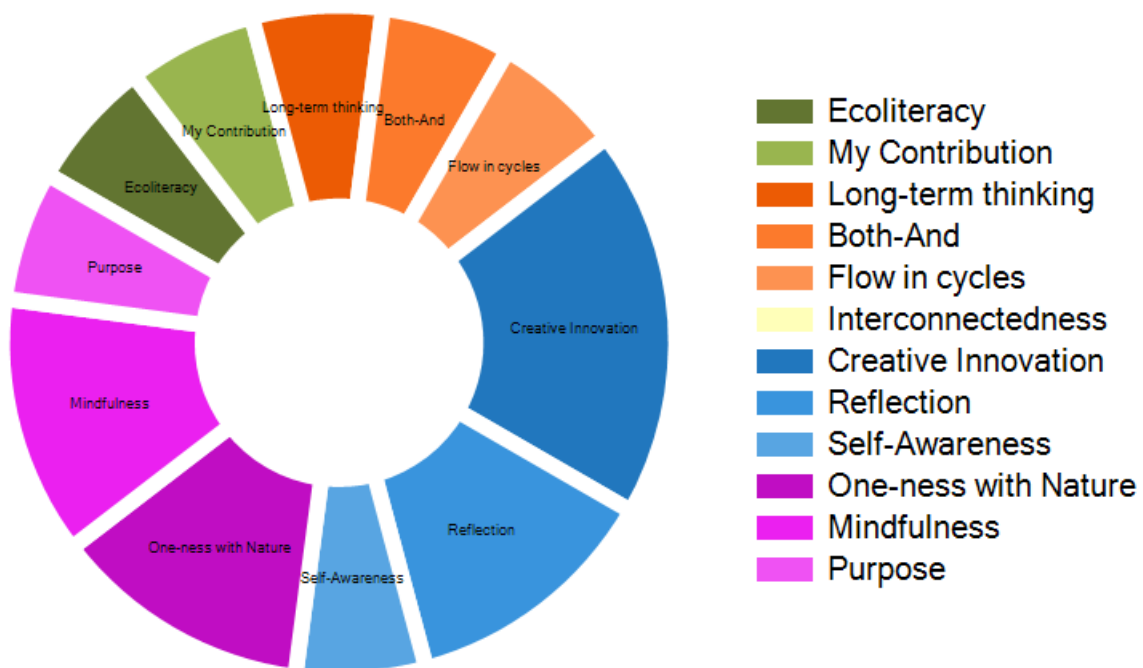 Long-term thinking
Both-And
My Contribution
Flow in cycles
Ecoliteracy
Purpose
Creative Innovation
Mindfulness
Reflection
One-ness with Nature
Self-Awareness
Ecoliteracy
My Contribution
Long-term thinking
Both-And
Flow in cycles
Interconnectedness
Creative Innovation
Reflection
Self-Awareness
One-ness with Nature
Mindfulness
Purpose